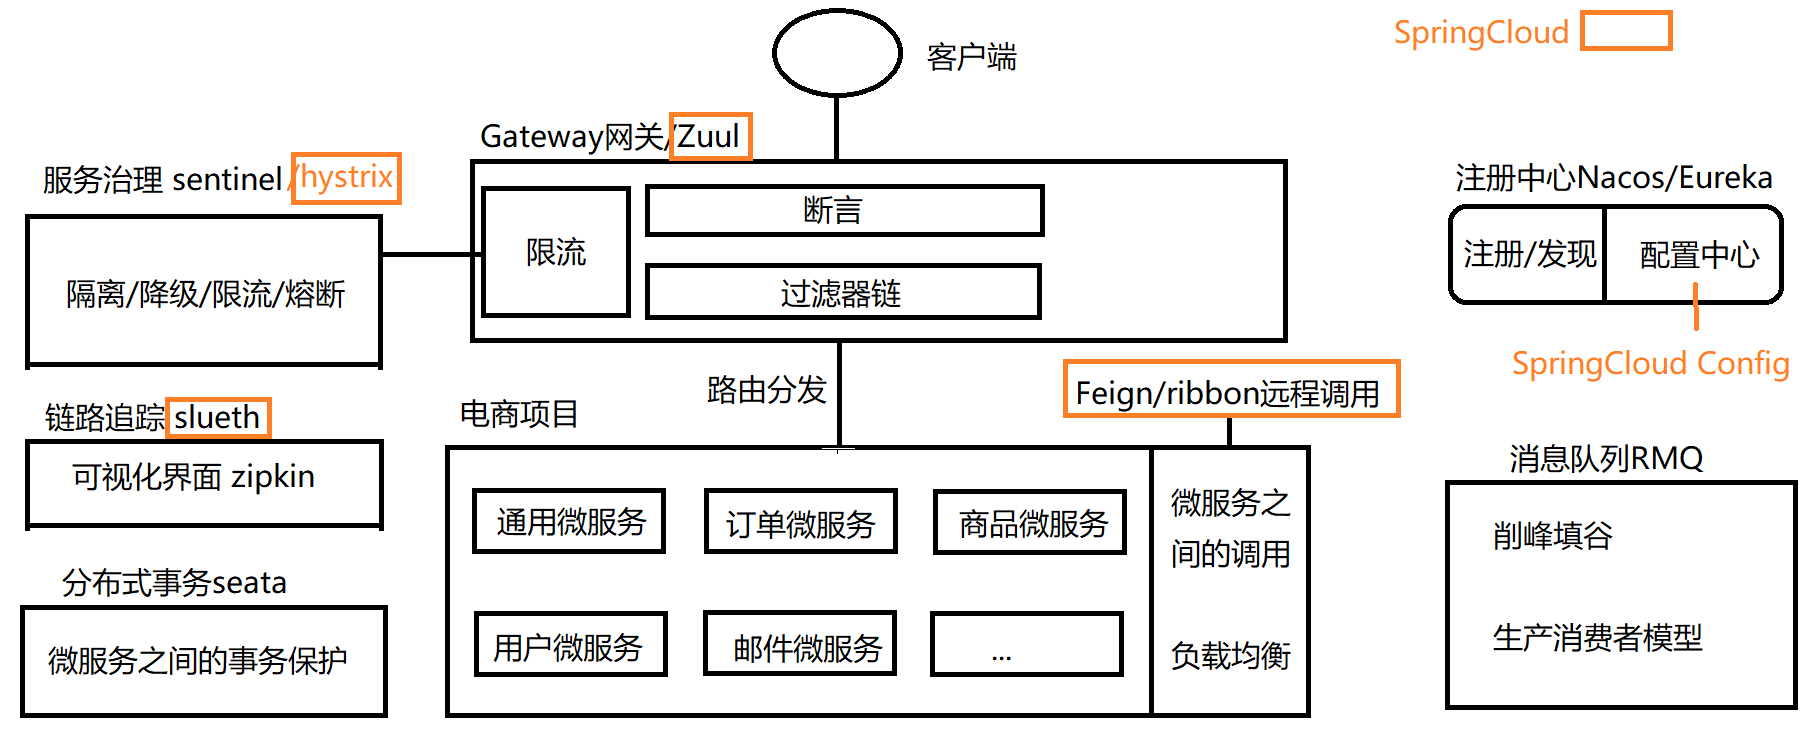 客户端
SpringCloud
Gateway网关/Zuul
服务治理 sentinel/hystrix
注册中心Nacos/Eureka
限流
断言
过滤器链
隔离/降级/限流/熔断
注册/发现
配置中心
SpringCloud Config
路由分发
Feign/ribbon远程调用
链路追踪slueth
可视化界面 zipkin
电商项目
通用微服务
订单微服务
商品微服务
用户微服务
邮件微服务
...
微服务之
间的调用
负载均衡
消息队列RMQ
削峰填谷
生产消费者模型
分布式事务seata
微服务之间的事务保护